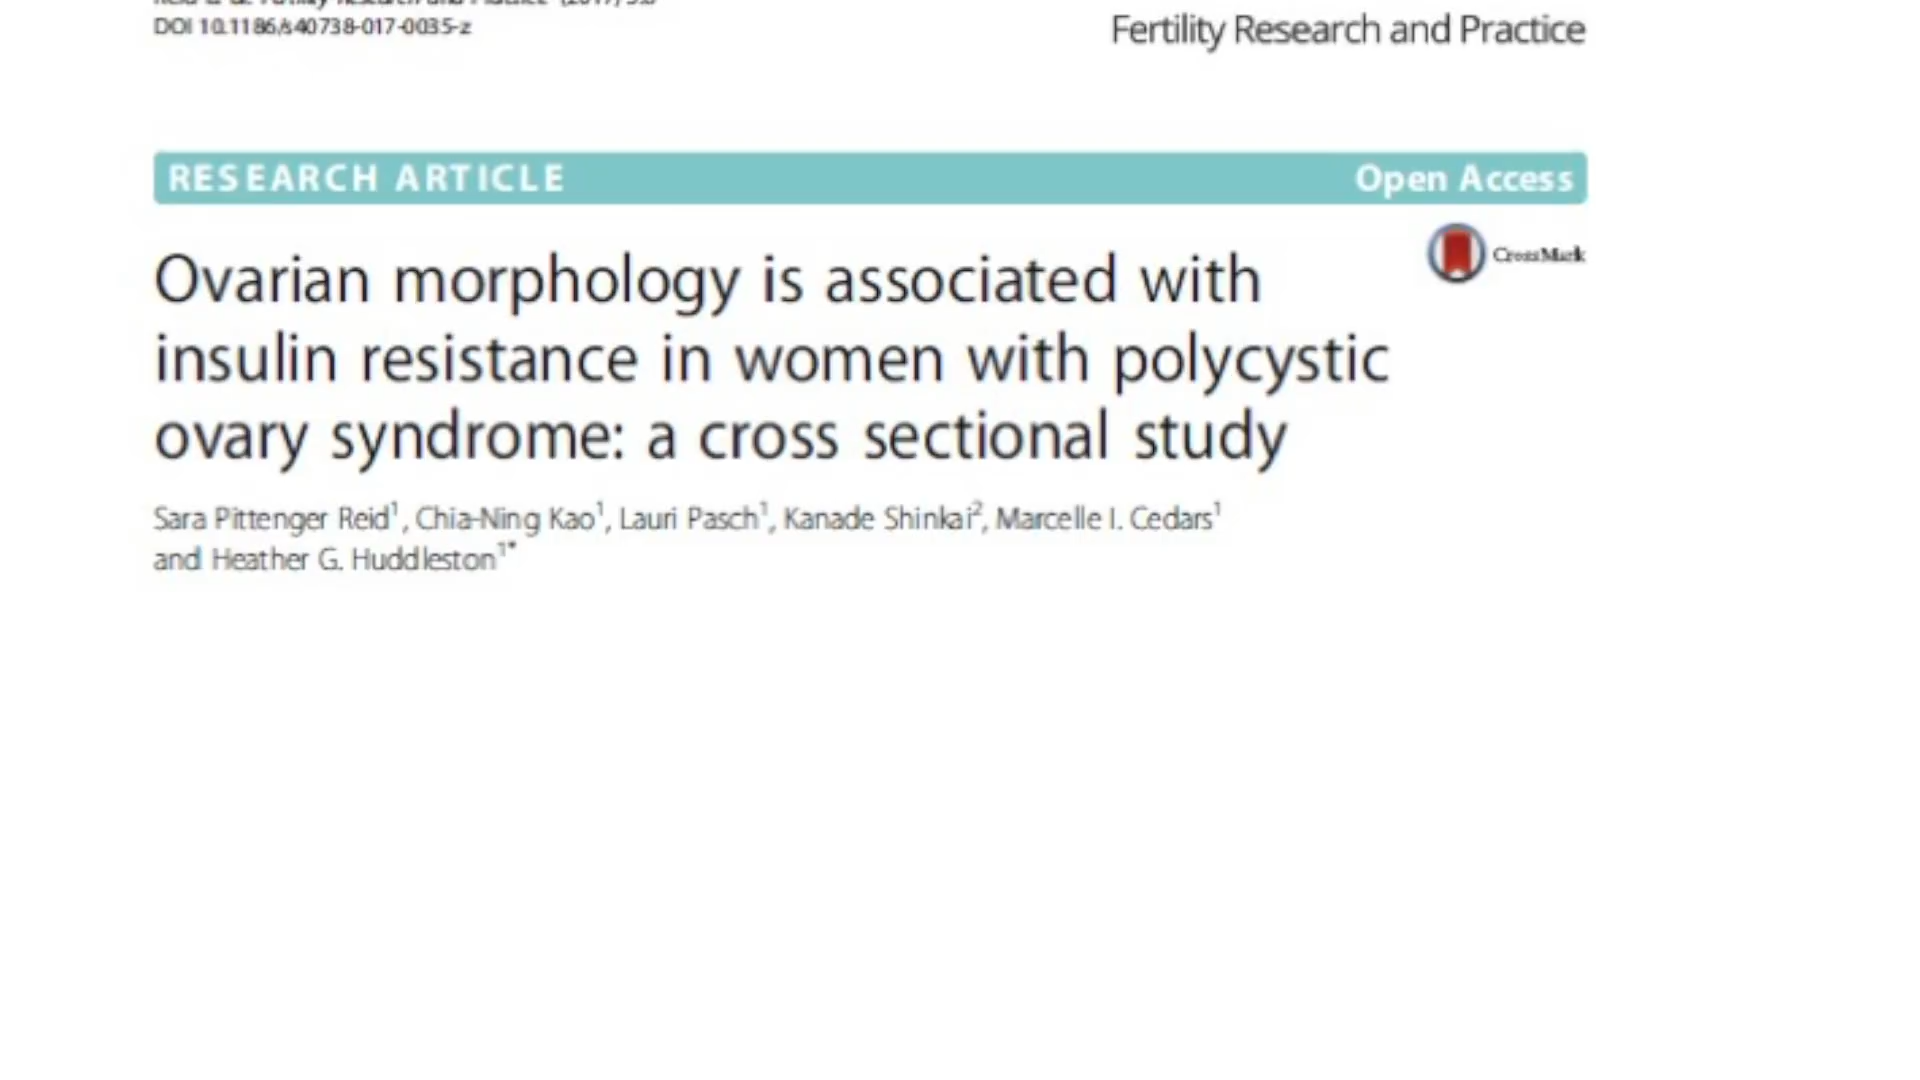 DOI 10.1186/s40738-017-0035-z
Fertility Research and Practice
RESEARCH ARTICLE
Open Access
CrossMark
Ovarian morphology is associated with
insulin resistance in women with polycystic
ovary syndrome: a cross sectional study
Sara Pittenger Reid1, Chia-Ning Kao1, Lauri Pasch1, Kanade Shinkai2, Marcelle I. Cedars1
and Heather G. Huddleston1*